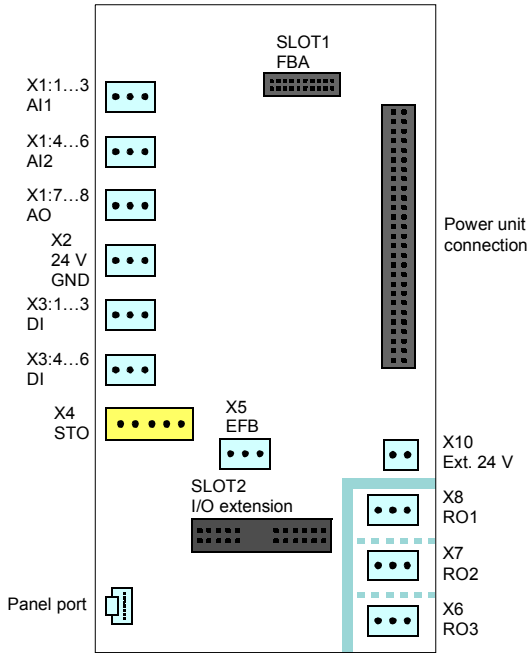 SLOT1
FBA
X1:1…3
AI1
X1:4…6
AI2
X1:7…8
AO
X2
24 V
GND
X3:1…3
DI
X3:4…6
DI
X4
STO
X5
EFB
SLOT2
I/O extension
Panel port
Power unit
connection
X10
Ext. 24 V
X8
RO1
X7
RO2
X6
RO3